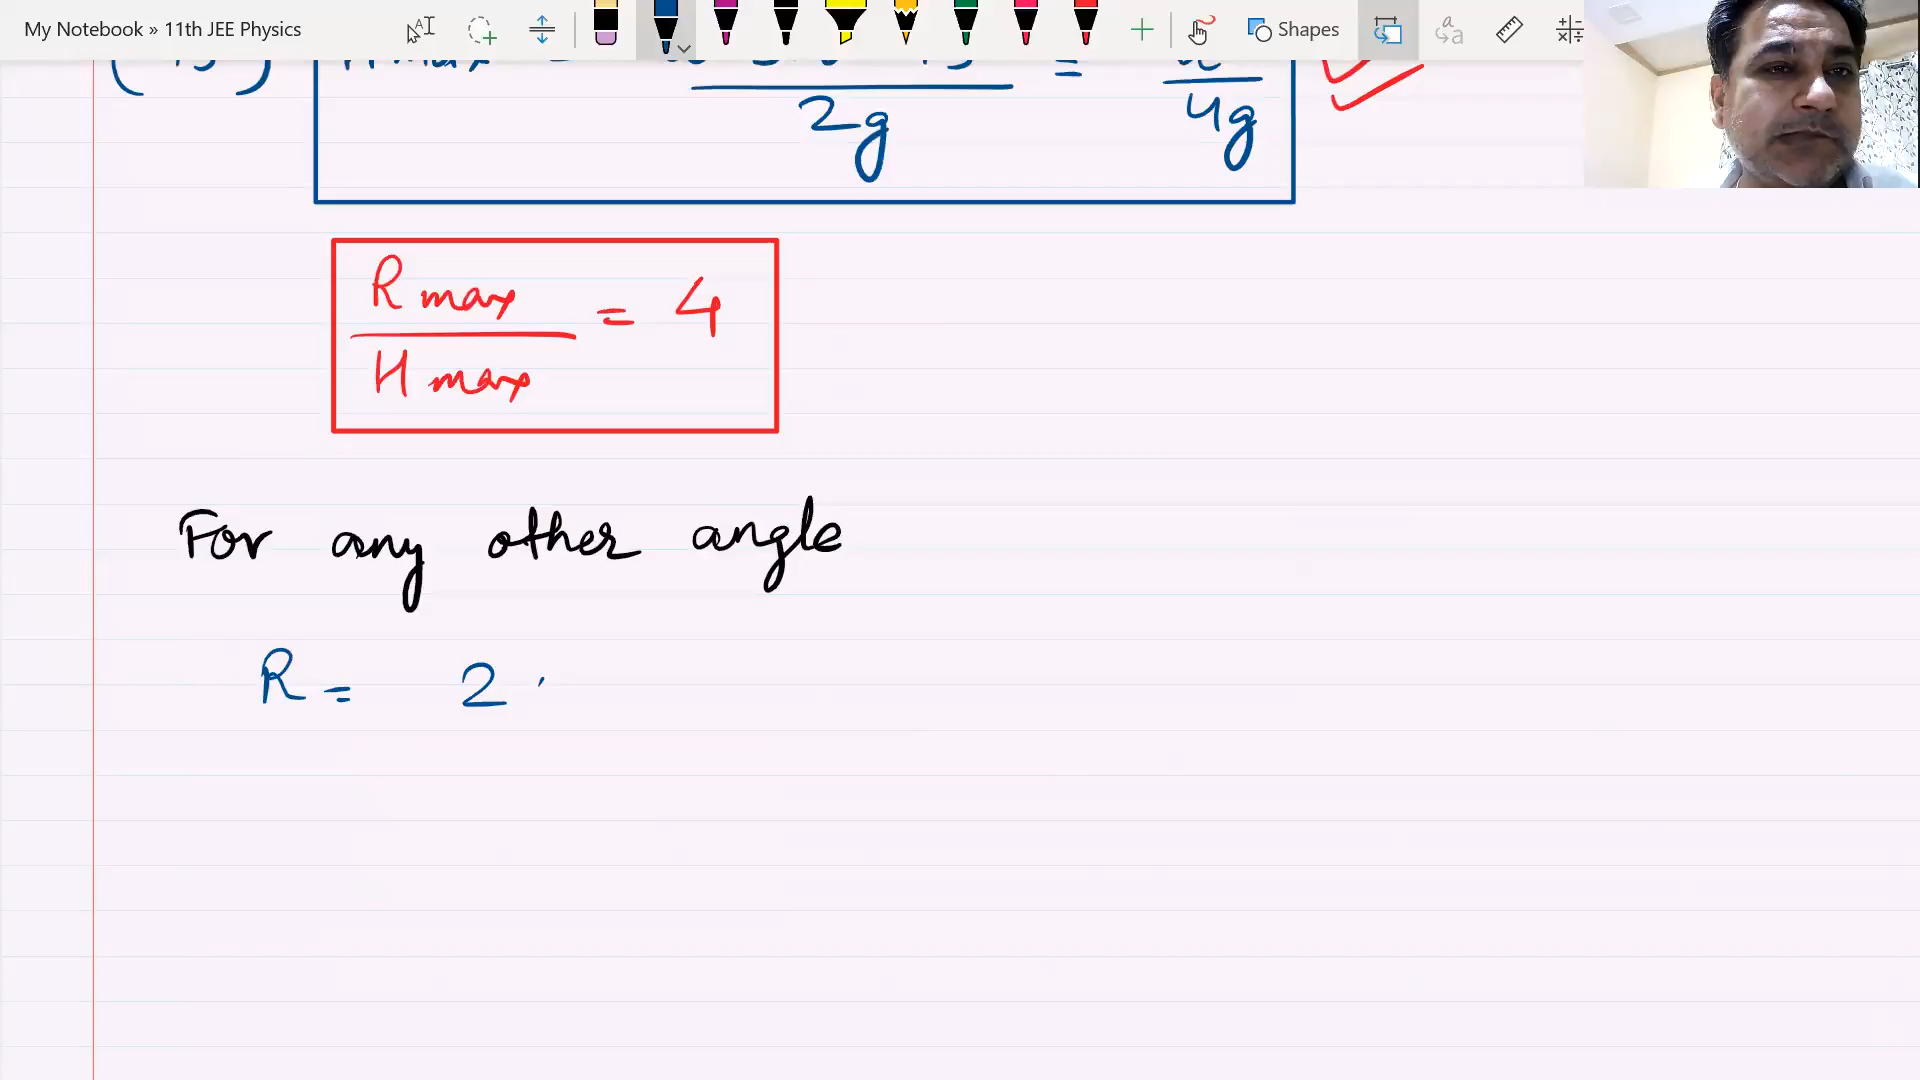 My Notebook » 11th JEE Physics
Shapes
2g = 4g
R max
= 4
H max
For any other angle
R = 2